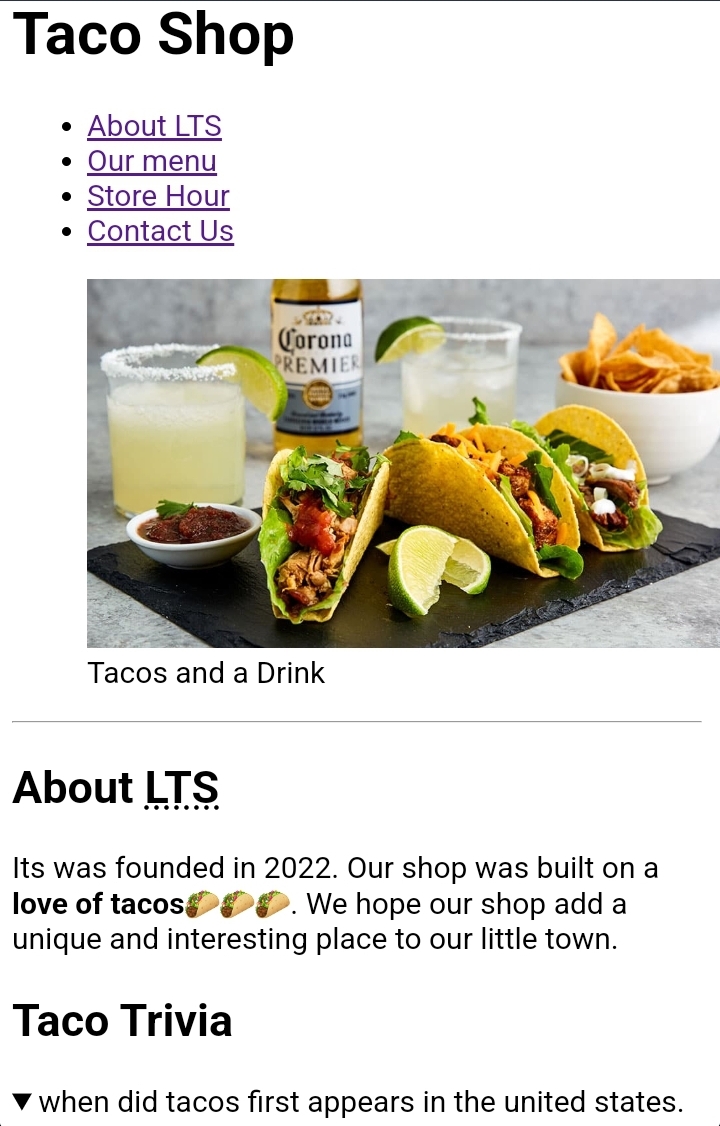 Taco Shop
About LTS
Our menu
Store Hour
Contact Us
Corona
PREMIER
Tacos and a Drink
About LTS
Its was founded in 2022. Our shop was built on a
love of tacos🌮🌮🌮. We hope our shop add a
unique and interesting place to our little town.
Taco Trivia
when did tacos first appears in the united states.